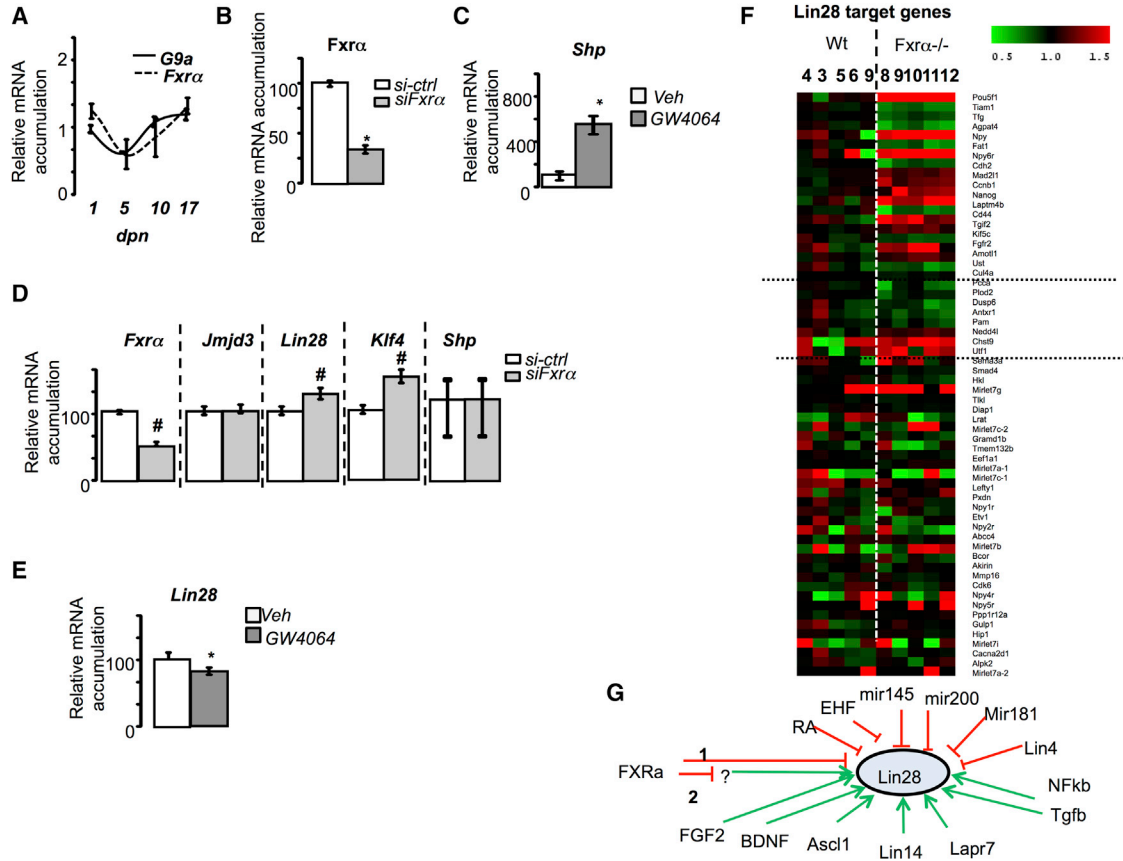 A
Relative mRNA
accumulation
2
1
0
G9a
Fxrα
1 5 10 17
dpn
B
Relative mRNA accumulation
Fxrα
100
50
0
si-ctrl
siFxrα
*
C
Relative mRNA
accumulation
Shp
800
400
0
*
Veh
GW4064
D
Relative mRNA
accumulation
Fxrα Jmjd3 Lin28 Klf4 Shp
100
0
# # #
si-ctrl
siFxrα
E
Relative mRNA
accumulation
Lin28
100
0
*
Veh
GW4064
F
Lin28 target genes
Wt Fxrα-/-
4 3 5 6 9 8 9 10 11 12
0.5 1.0 1.5
Pou5f1
Tiam1
Tfg
Agpat4
Npy
Fat1
Npy6r
Cdh2
Mad2l1
Ccnb1
Nanog
Laptm4b
Cd44
Tgif2
Kif5c
Fgfr2
Amotl1
Ust
Cul4a
Pcca
Plod2
Dusp6
Antxr1
Pam
Nedd4l
Chst9
Utf1
Sema3a
Smad4
Hkl
Mirlet7g
Tlkl
Diap1
Lrat
Mirlet7c-2
Gramd1b
Tmem132b
Eef1a1
Mirlet7a-1
Mirlet7c-1
Lefty1
Pxdn
Npy1r
Etv1
Npy2r
Abcc4
Mirlet7b
Bcor
Akirin
Mmp16
Cdk6
Npy4r
Npy5r
Ppp1r12a
Gulp1
Hip1
Mirlet7i
Cacna2d1
Alpk2
Mirlet7a-2
G
mir145
EHF
mir200
RA
Mir181
Lin4
1
FXRa
?
Lin28
2
NFkb
Tgfb
FGF2
BDNF
Ascl1
Lin14
Lapr7